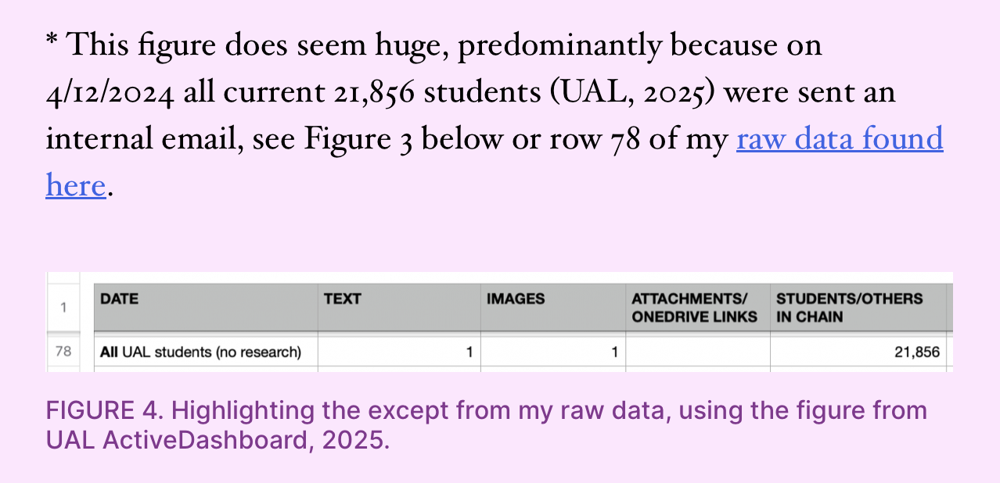 * This figure does seem huge, predominantly because on
4/12/2024 all current 21,856 students (UAL, 2025) were sent an
internal email, see Figure 3 below or row 78 of my raw data found
here.
1 DATE TEXT IMAGES ATTACHMENTS/ ONEDRIVE LINKS STUDENTS/OTHERS IN CHAIN
78 All UAL students (no research) 1 1 21,856
FIGURE 4. Highlighting the except from my raw data, using the figure from
UAL ActiveDashboard, 2025.